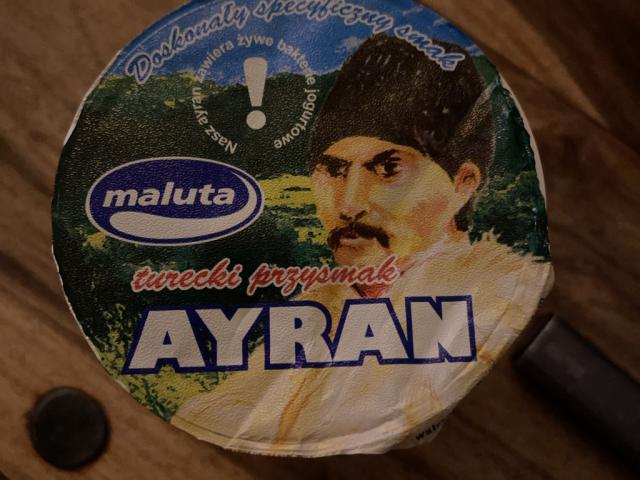 Doskonały specyficzny smak
Nasz ayran zawiera żywe bakterie jogurtowe
!
maluta
turecki przysmak
AYRAN